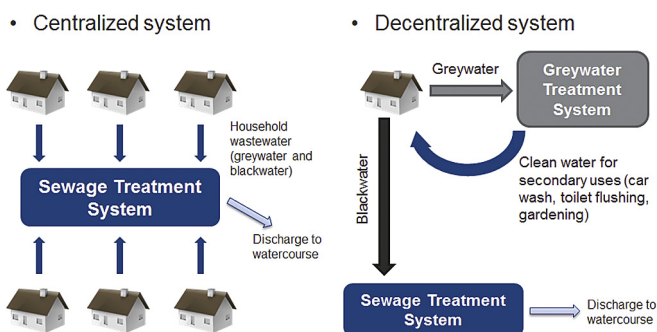 • Centralized system
Household
wastewater
(greywater and
blackwater)
Sewage Treatment
System
Discharge to
watercourse
• Decentralized system
Greywater
Greywater
Treatment
System
Blackwater
Clean water for
secondary uses (car
wash, toilet flushing,
gardening)
Sewage Treatment
System
Discharge to
watercourse